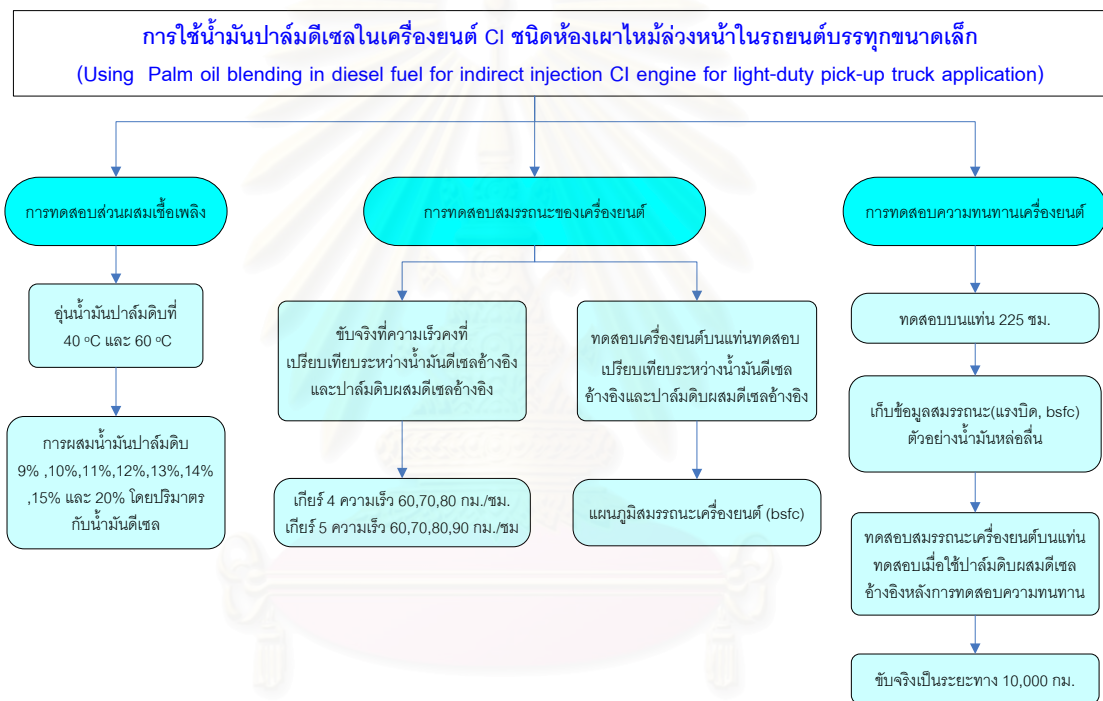 การใช้น้ำมันปาล์มดีเซลในเครื่องยนต์ CI ชนิดห้องเผาไหม้ล่วงหน้าในรถยนต์บรรทุกขนาดเล็ก
(Using Palm oil blending in diesel fuel for indirect injection CI engine for light-duty pick-up truck application)
การทดสอบส่วนผสมเชื้อเพลิง
อุ่นน้ำมันปาล์มดิบที่
40 ºC และ 60 ºC
การผสมน้ำมันปาล์มดิบ
9% ,10%,11%,12%,13%,14%
,15% และ 20% โดยปริมาตร
กับน้ำมันดีเซล
การทดสอบสมรรถนะของเครื่องยนต์
ขับจริงที่ความเร็วคงที่
เปรียบเทียบระหว่างน้ำมันดีเซลอ้างอิง
และปาล์มดิบผสมดีเซลอ้างอิง
เกียร์ 4 ความเร็ว 60,70,80 กม./ชม.
เกียร์ 5 ความเร็ว 60,70,80,90 กม./ชม
ทดสอบเครื่องยนต์บนแท่นทดสอบ
เปรียบเทียบระหว่างน้ำมันดีเซล
อ้างอิงและปาล์มดิบผสมดีเซลอ้างอิง
แผนภูมิสมรรถนะเครื่องยนต์ (bsfc)
การทดสอบความทนทานเครื่องยนต์
ทดสอบบนแท่น 225 ชม.
เก็บข้อมูลสมรรถนะ(แรงบิด, bsfc)
ตัวอย่างน้ำมันหล่อลื่น
ทดสอบสมรรถนะเครื่องยนต์บนแท่น
ทดสอบเมื่อใช้ปาล์มดิบผสมดีเซล
อ้างอิงหลังการทดสอบความทนทาน
ขับจริงเป็นระยะทาง 10,000 กม.